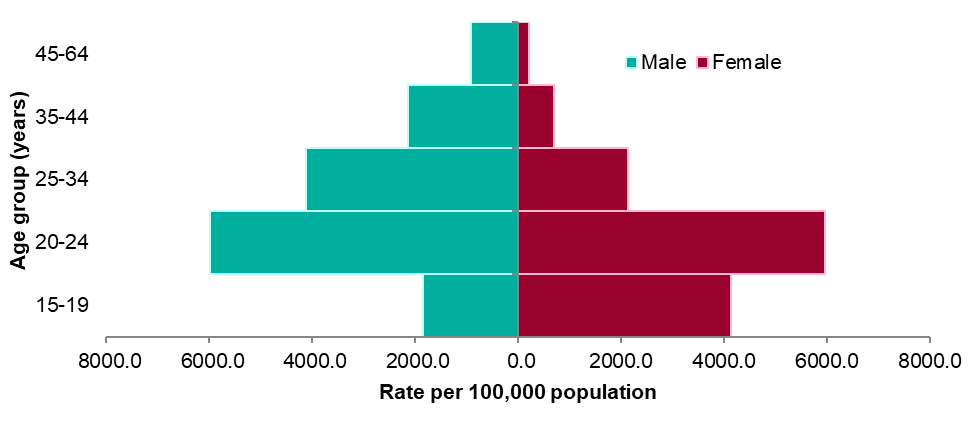 Male Female
Age group (years)
45-64
35-44
25-34
20-24
15-19
8000.0 6000.0 4000.0 2000.0 0.0 2000.0 4000.0 6000.0 8000.0
Rate per 100,000 population